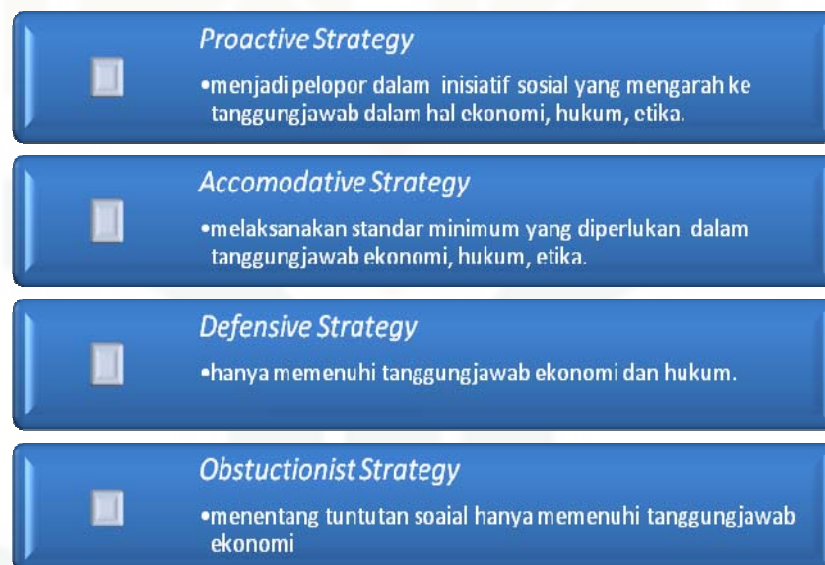 Proactive Strategy
•menjadi pelopor dalam inisiatif sosial yang mengarah ke
tanggungjawab dalam hal ekonomi, hukum, etika.
Accomodative Strategy
•melaksanakan standar minimum yang diperlukan dalam
tanggungjawab ekonomi, hukum, etika.
Defensive Strategy
•hanya memenuhi tanggungjawab ekonomi dan hukum.
Obstuctionist Strategy
•menentang tuntutan soaial hanya memenuhi tanggungjawab
ekonomi